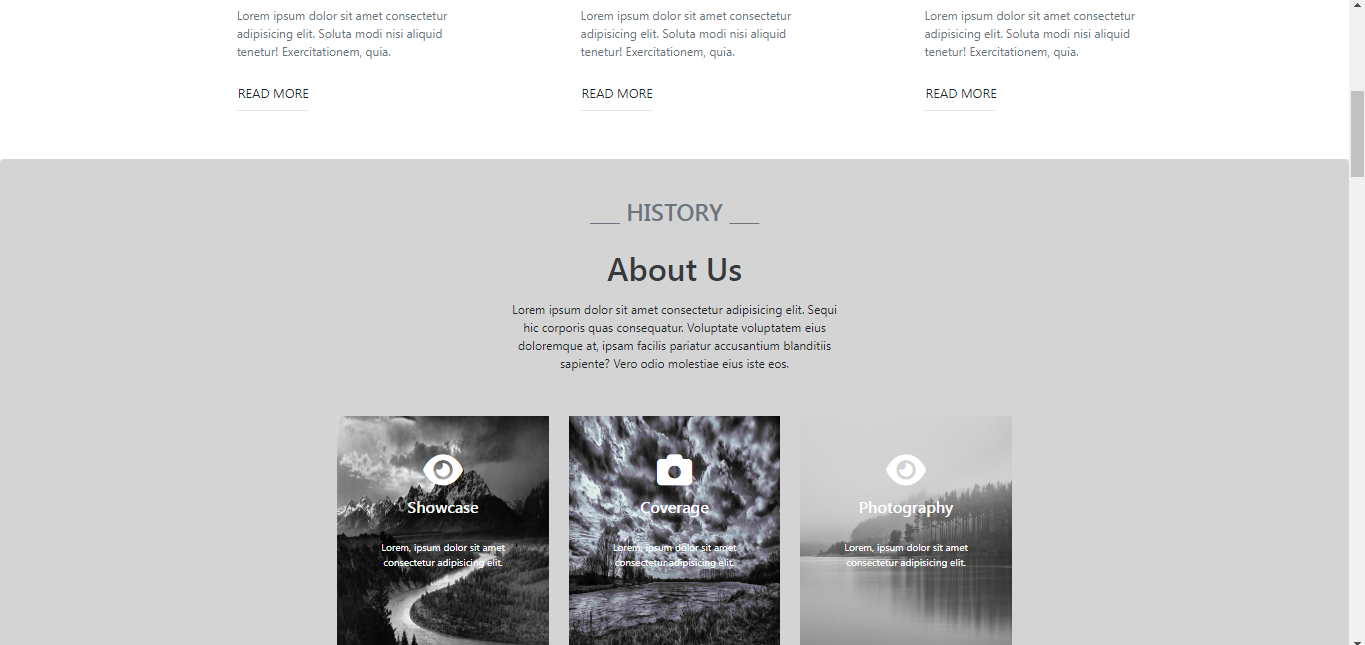 Lorem ipsum dolor sit amet consectetur
adipisicing elit. Soluta modi nisi aliquid
tenetur! Exercitationem, quia.
READ MORE
Lorem ipsum dolor sit amet consectetur
adipisicing elit. Soluta modi nisi aliquid
tenetur! Exercitationem, quia.
READ MORE
Lorem ipsum dolor sit amet consectetur
adipisicing elit. Soluta modi nisi aliquid
tenetur! Exercitationem, quia.
READ MORE
___ HISTORY ___
About Us
Lorem ipsum dolor sit amet consectetur adipisicing elit. Sequi
hic corporis quas consequatur. Voluptate voluptatem eius
doloremque at, ipsam facilis pariatur accusantium blanditiis
sapiente? Vero odio molestiae eius iste eos.
Showcase
Lorem, ipsum dolor sit amet
consectetur adipisicing elit.
Coverage
Lorem, ipsum dolor sit amet
consectetur adipisicing elit.
Photography
Lorem, ipsum dolor sit amet
consectetur adipisicing elit.